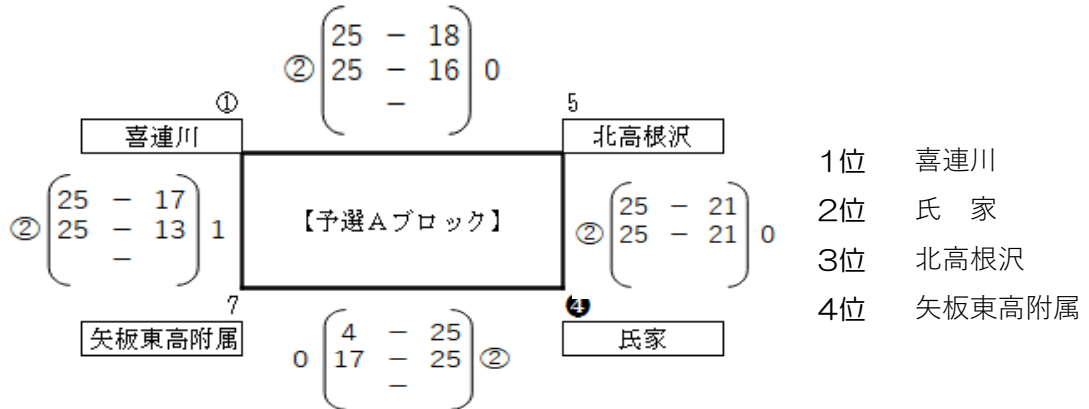 25 － 18
② 25 － 16 0
－
① 5
喜連川 北高根沢
25 － 17
② 25 － 13 1
－
【予選Aブロック】
25 － 21
② 25 － 21 0
7 ❹
矢板東高附属 氏家
4 － 25
0 17 － 25 ②
－
1位 喜連川
2位 氏 家
3位 北高根沢
4位 矢板東高附属